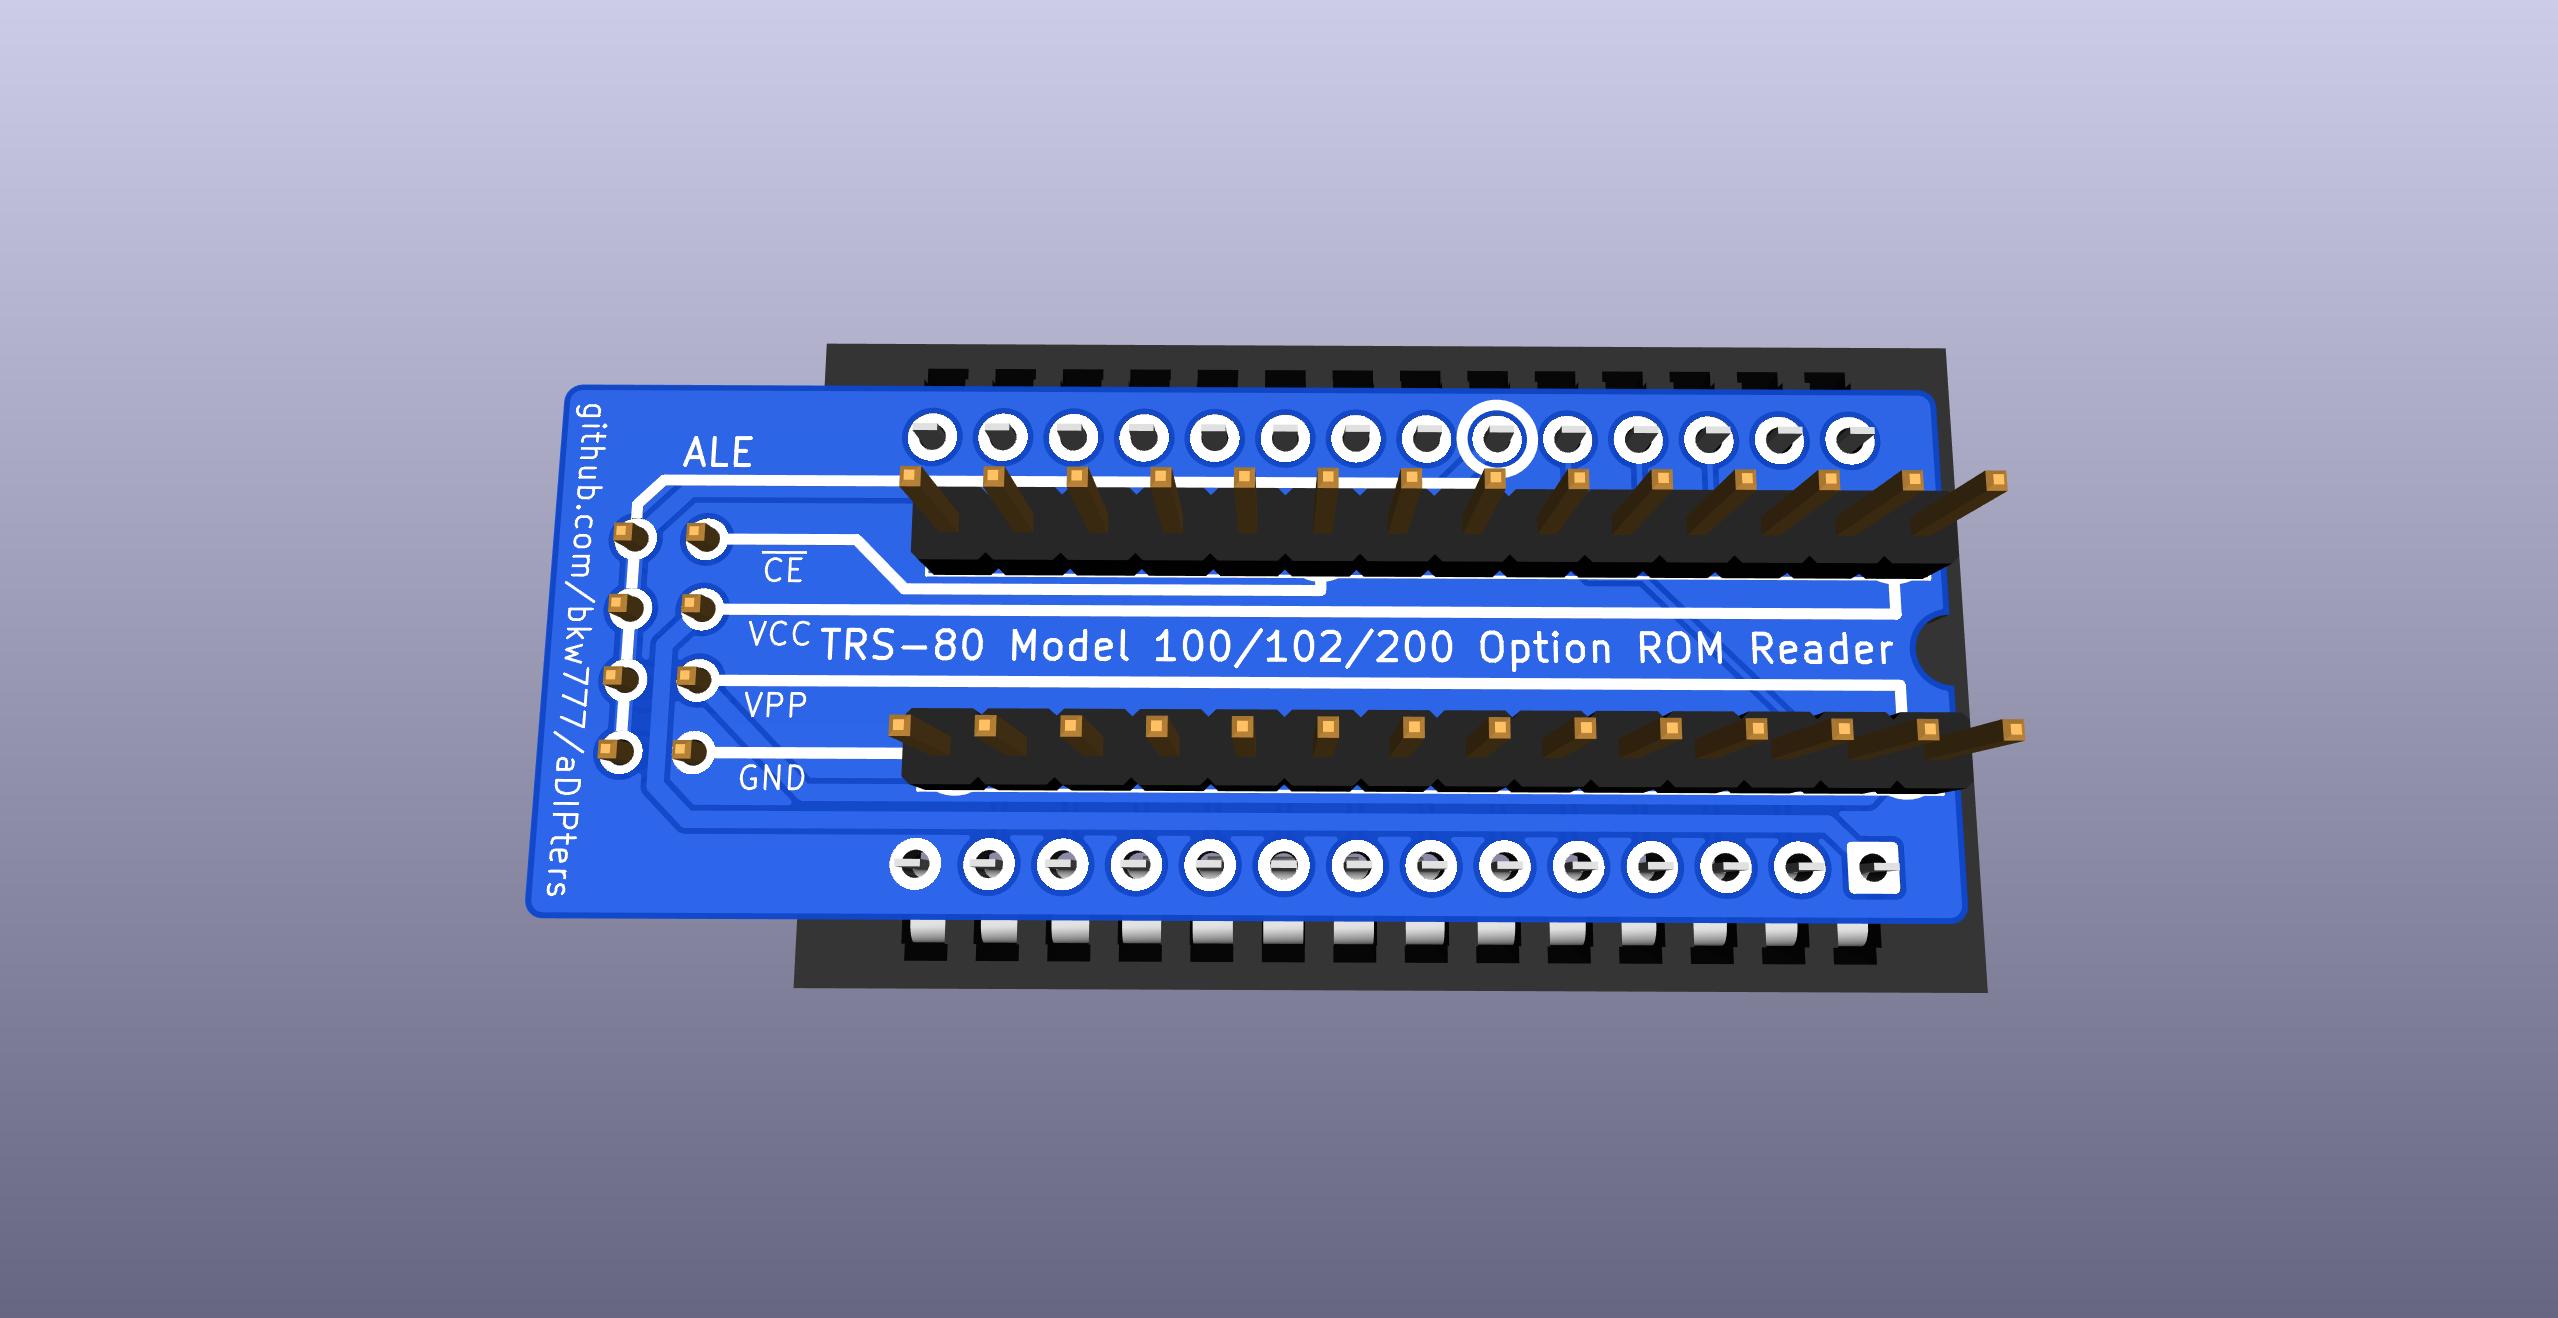 github.com/bkw777/aDIPters
ALE
CE
VCC
TRS-80 Model 100/102/200 Option ROM Reader
VPP
GND